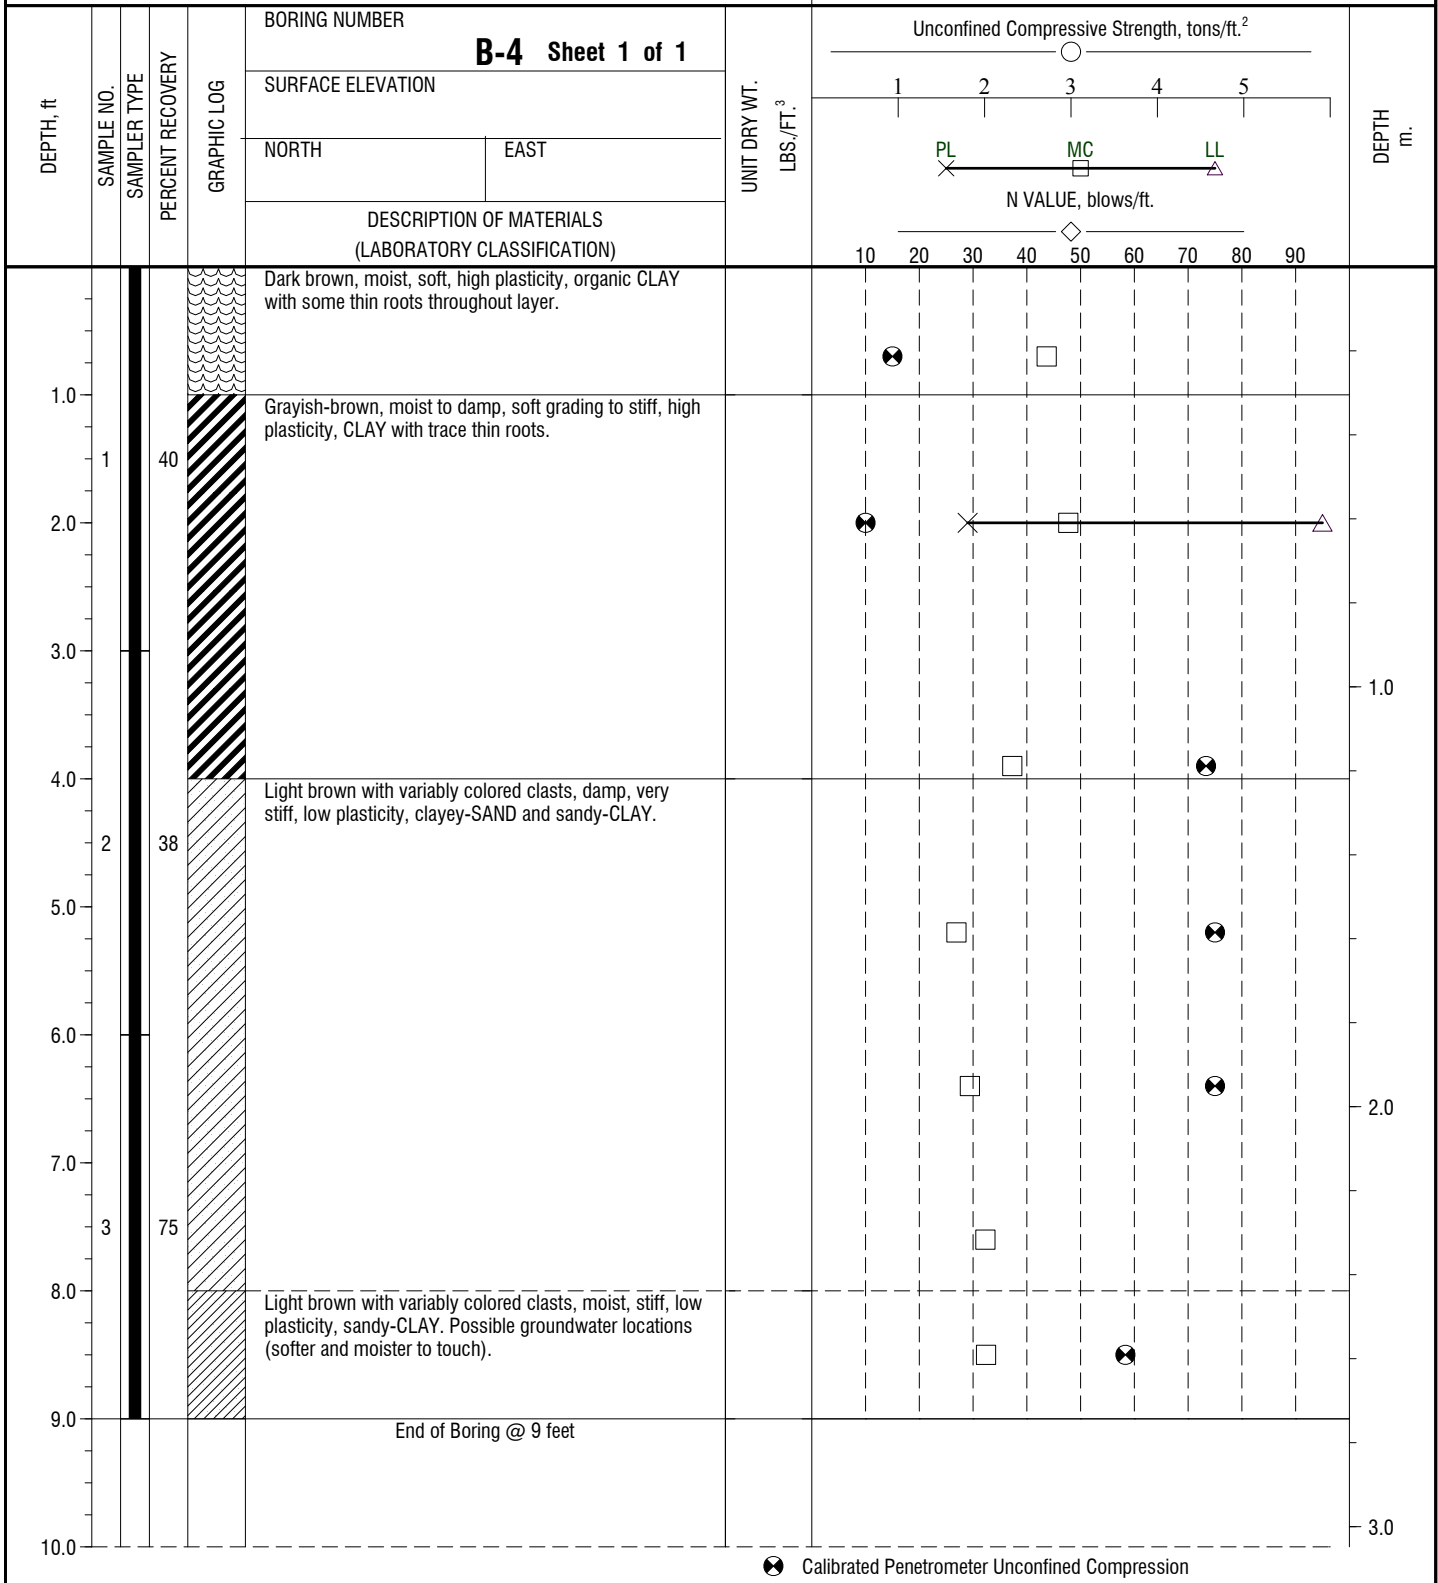 DEPTH, ft
SAMPLE NO.
SAMPLER TYPE
PERCENT RECOVERY
GRAPHIC LOG
BORING NUMBER
B-4 Sheet 1 of 1
SURFACE ELEVATION
NORTH
EAST
DESCRIPTION OF MATERIALS
(LABORATORY CLASSIFICATION)
UNIT DRY WT.
LBS./FT.³
Unconfined Compressive Strength, tons/ft.²
1 2 3 4 5
PL MC LL
N VALUE, blows/ft.
10 20 30 40 50 60 70 80 90
DEPTH
m.
Dark brown, moist, soft, high plasticity, organic CLAY
with some thin roots throughout layer.
1.0
Grayish-brown, moist to damp, soft grading to stiff, high
plasticity, CLAY with trace thin roots.
1 40
2.0
3.0
1.0
4.0
Light brown with variably colored clasts, damp, very
stiff, low plasticity, clayey-SAND and sandy-CLAY.
2 38
5.0
6.0
2.0
7.0
3 75
8.0
Light brown with variably colored clasts, moist, stiff, low
plasticity, sandy-CLAY. Possible groundwater locations
(softer and moister to touch).
9.0
End of Boring @ 9 feet
3.0
10.0
Calibrated Penetrometer Unconfined Compression